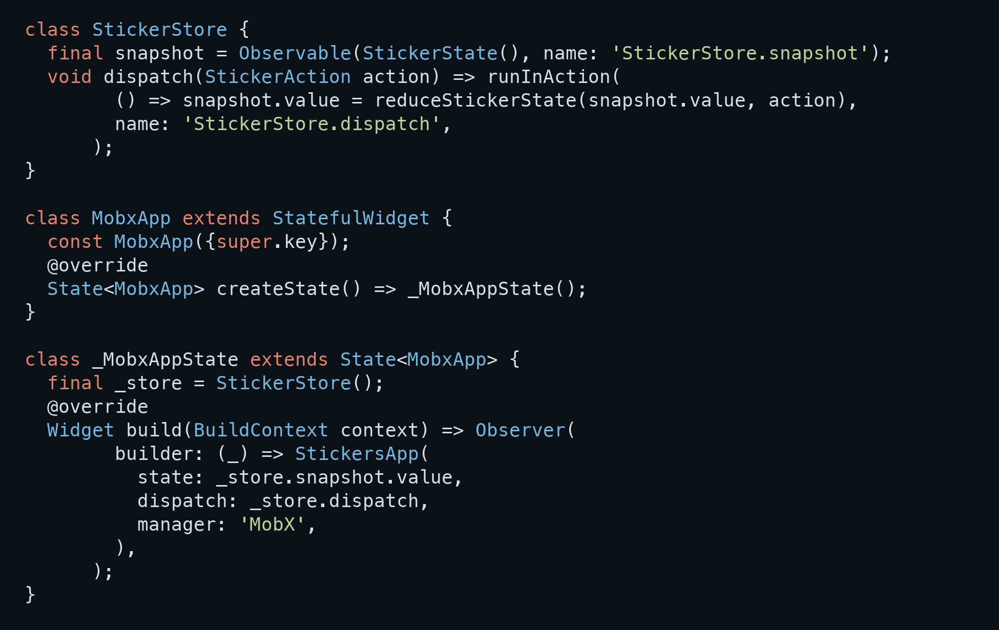 class StickerStore {
  final snapshot = Observable(StickerState(), name: 'StickerStore.snapshot');
  void dispatch(StickerAction action) => runInAction(
        () => snapshot.value = reduceStickerState(snapshot.value, action),
        name: 'StickerStore.dispatch',
      );
}

class MobxApp extends StatefulWidget {
  const MobxApp({super.key});
  @override
  State<MobxApp> createState() => _MobxAppState();
}

class _MobxAppState extends State<MobxApp> {
  final _store = StickerStore();
  @override
  Widget build(BuildContext context) => Observer(
        builder: (_) => StickersApp(
          state: _store.snapshot.value,
          dispatch: _store.dispatch,
          manager: 'MobX',
        ),
      );
}